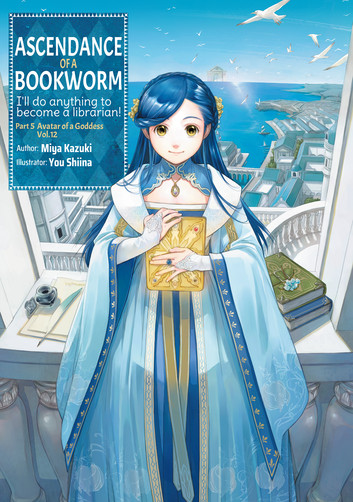 ASCENDANCE
OF A
BOOKWORM
I'll do anything to
become a librarian!
Part 5 Avatar of a Goddess
Vol. 12
Author: Miya Kazuki
Illustrator: You Shiina